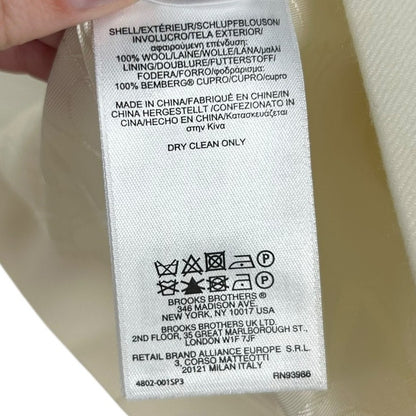 SHELL/EXTÉRIEUR/SCHLUPFBLOUSON/
INVOLUCRO/TELA EXTERIOR/
αφαιρούμενη επένδυση:
100% WOOL/LAINE/WOLLE/LANA/μαλλί
LINING/DOUBLURE/FUTTERSTOFF/
FODERA/FORRO/φοδράρισμα:
100% BEMBERG® CUPRO/CUPRO/cupro
MADE IN CHINA/FABRIQUÉ EN CHINE/IN
CHINA HERGESTELLT /CONFEZIONATO IN
CINA/HECHO EN CHINA/Κατασκευάζεται
στην Κίνα
DRY CLEAN ONLY
P
P
BROOKS BROTHERS®
346 MADISON AVE.
NEW YORK, NY 10017 USA
BROOKS BROTHERS UK LTD.
2ND FLOOR, 35 GREAT MARLBOROUGH ST.,
LONDON W1F 7JF
RETAIL BRAND ALLIANCE EUROPE S.R.L.
3, CORSO MATTEOTTI
20121 MILAN ITALY
4802-001SP3 RN93966